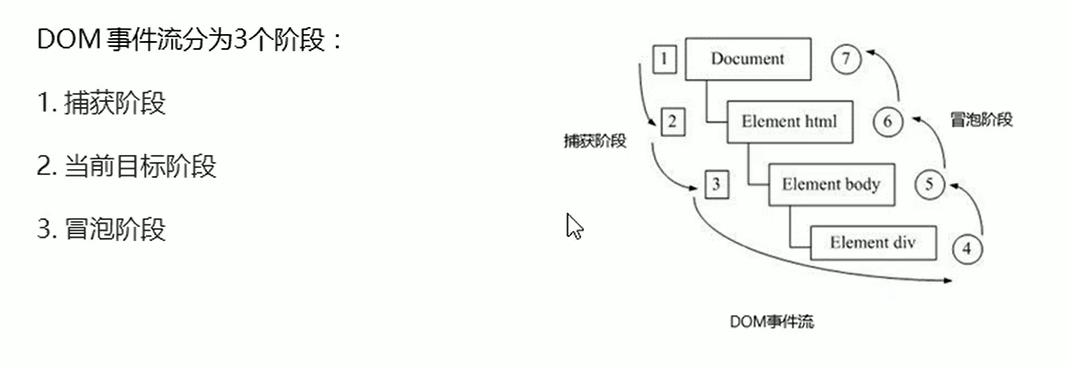 DOM 事件流分为3个阶段：
1. 捕获阶段
2. 当前目标阶段
3. 冒泡阶段
1
Document
7
2
Element html
6
冒泡阶段
捕获阶段
3
Element body
5
Element div
4
DOM事件流